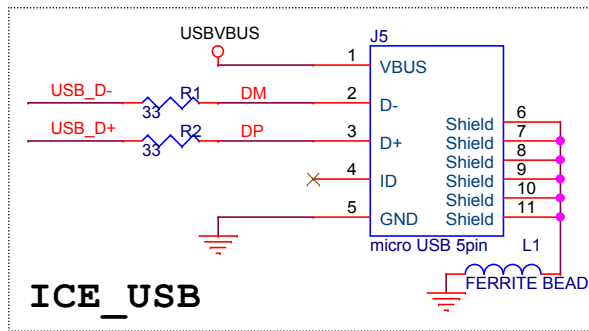 USBVBUS
J5
1
VBUS
USB_D-
R1
33
DM
2
D-
USB_D+
R2
33
DP
3
D+
4
ID
5
GND
Shield
6
Shield
7
Shield
8
Shield
9
Shield
10
Shield
11
micro USB 5pin
L1
FERRITE BEAD
ICE_USB